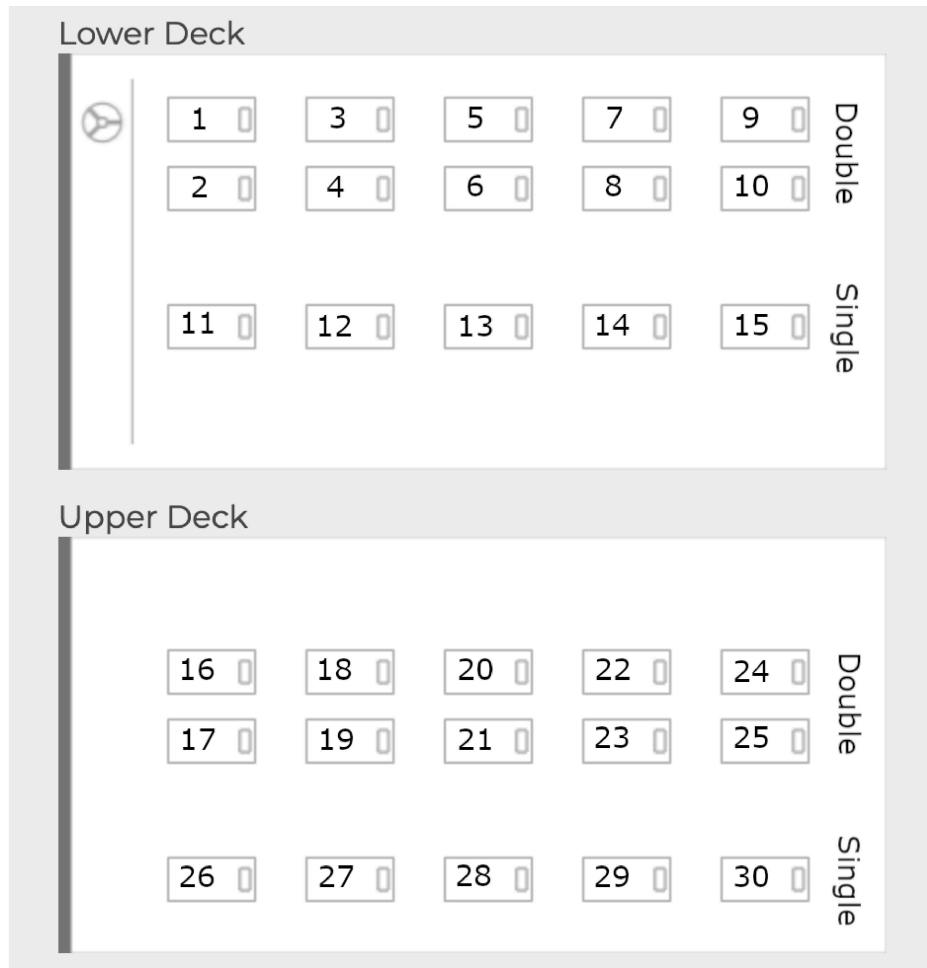 Lower Deck
1 3 5 7 9
2 4 6 8 10
Double
11 12 13 14 15
Single
Upper Deck
16 18 20 22 24
17 19 21 23 25
Double
26 27 28 29 30
Single